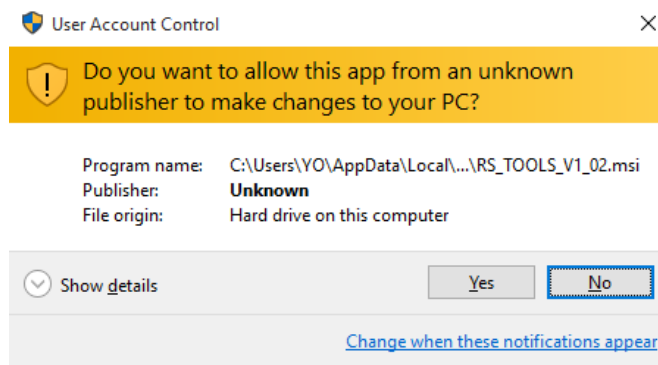 User Account Control
Do you want to allow this app from an unknown
publisher to make changes to your PC?
Program name: C:\Users\YO\AppData\Local\...\RS_TOOLS_V1_02.msi
Publisher: Unknown
File origin: Hard drive on this computer
Show details Yes No
Change when these notifications appear